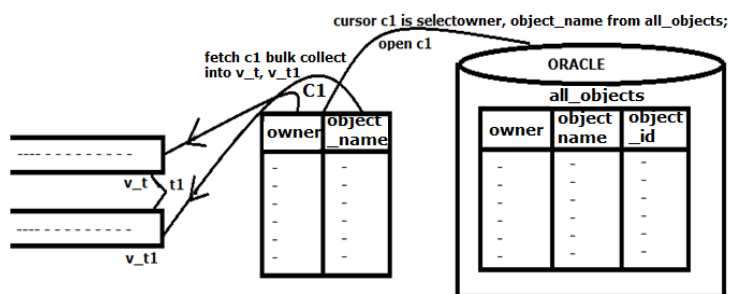 cursor c1 is selectowner, object_name from all_objects;
open c1
fetch c1 bulk collect
into v_t, v_t1
ORACLE
C1
all_objects
owner
object
_name
owner
object
name
object
_id
v_t
t1
v_t1